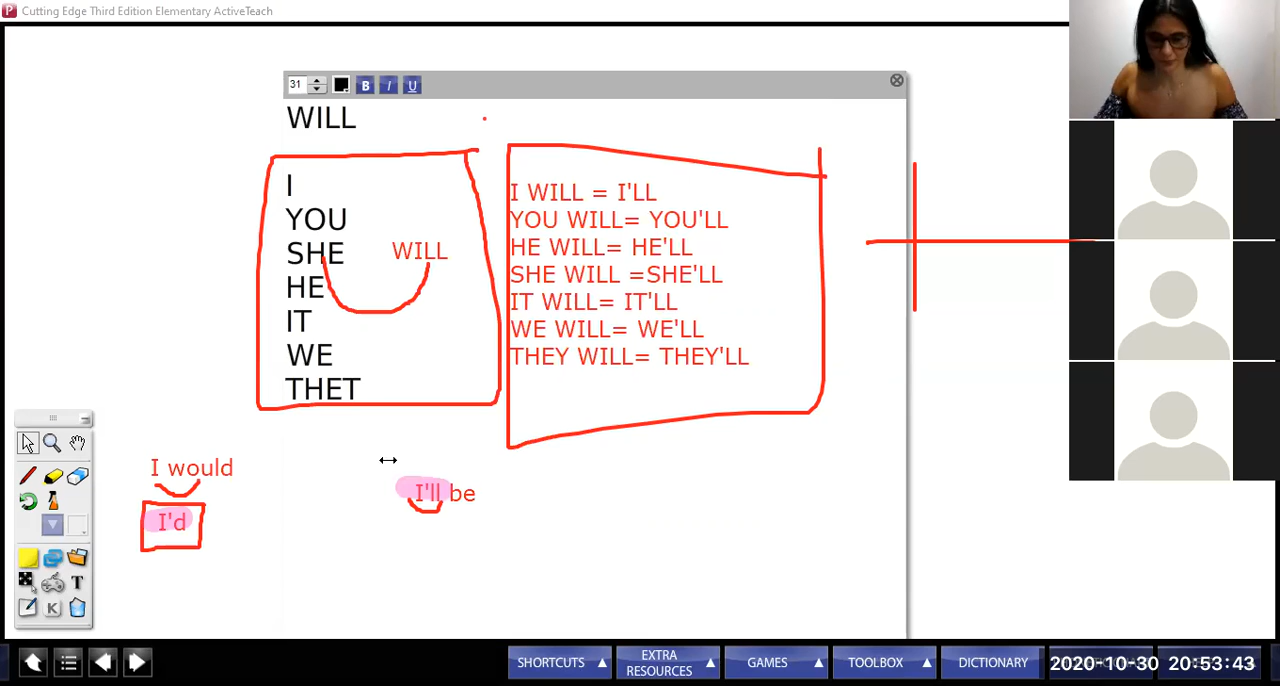 Cutting Edge Third Edition Elementary ActiveTeach
31 B I U
WILL
I
YOU
SHE
HE
IT
WE
THET
WILL
I WILL = I'LL
YOU WILL= YOU'LL
HE WILL= HE'LL
SHE WILL =SHE'LL
IT WILL= IT'LL
WE WILL= WE'LL
THEY WILL= THEY'LL
I would
I'd
I'll be
T
K
SHORTCUTS
EXTRA
RESOURCES
GAMES
TOOLBOX
DICTIONARY
2020-10-30 20:53:43